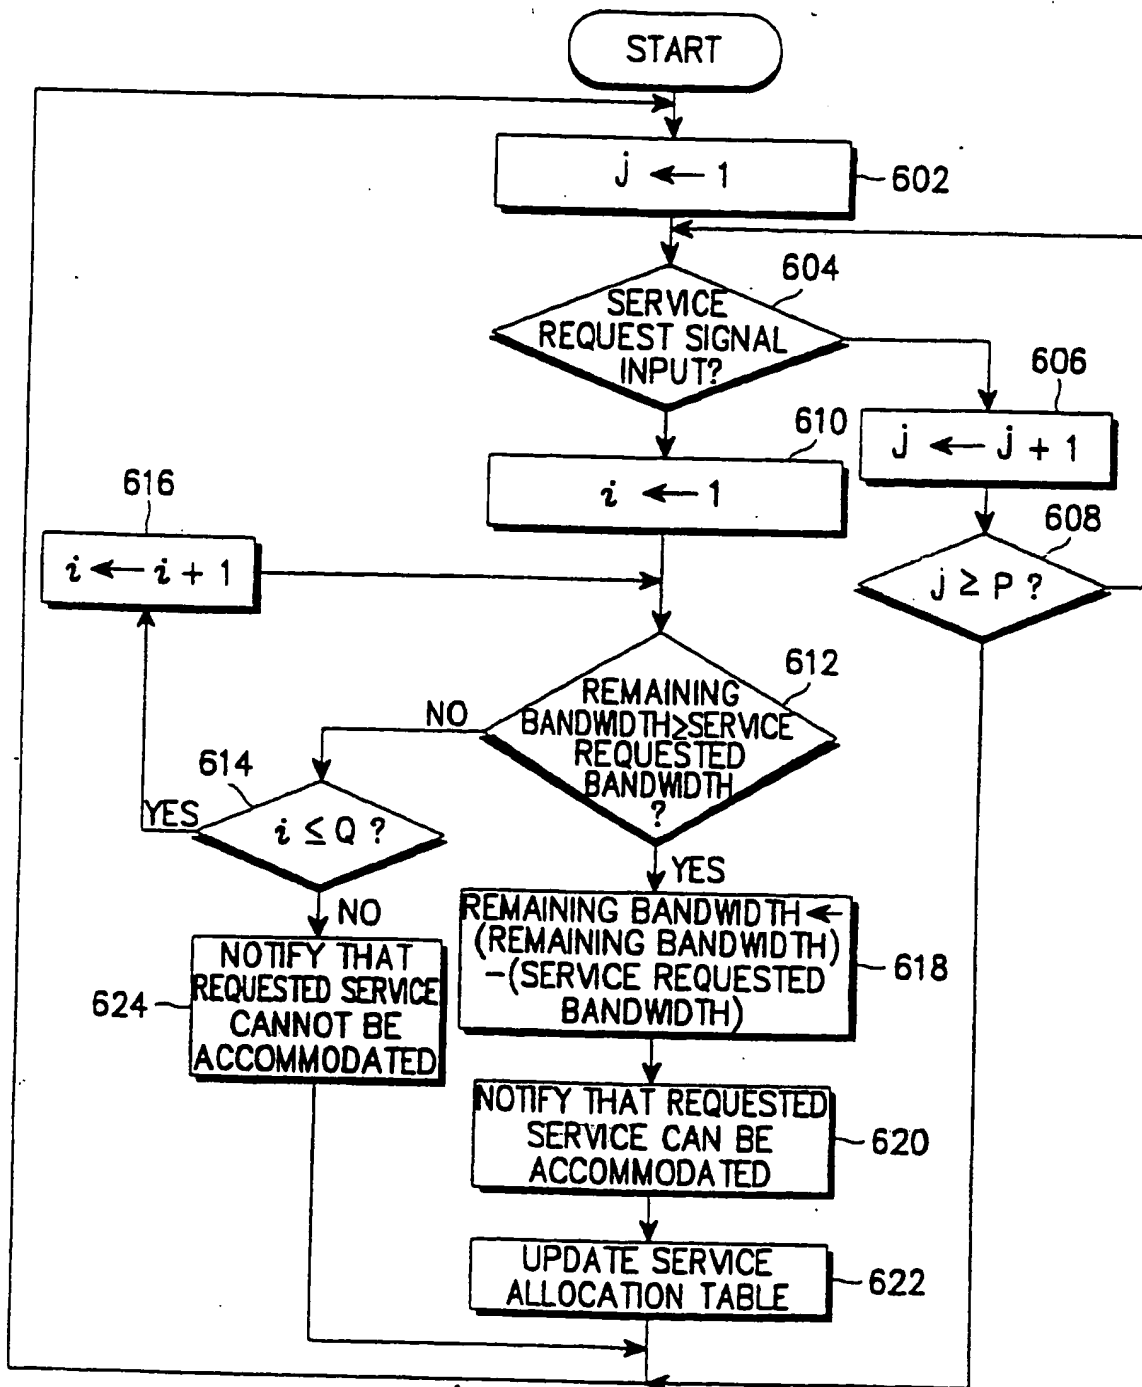 START
j ← 1
602
604
SERVICE
REQUEST SIGNAL
INPUT?
606
j ← j + 1
610
i ← 1
616
i ← i + 1
608
j ≥ P ?
612
REMAINING
BANDWIDTH≥SERVICE
REQUESTED
BANDWIDTH
?
NO
614
YES
i ≤ Q ?
YES
NO
REMAINING BANDWIDTH ←
(REMAINING BANDWIDTH)
-(SERVICE REQUESTED
BANDWIDTH)
618
NOTIFY THAT
REQUESTED SERVICE
CANNOT BE
ACCOMMODATED
624
NOTIFY THAT REQUESTED
SERVICE CAN BE
ACCOMMODATED
620
UPDATE SERVICE
ALLOCATION TABLE
622